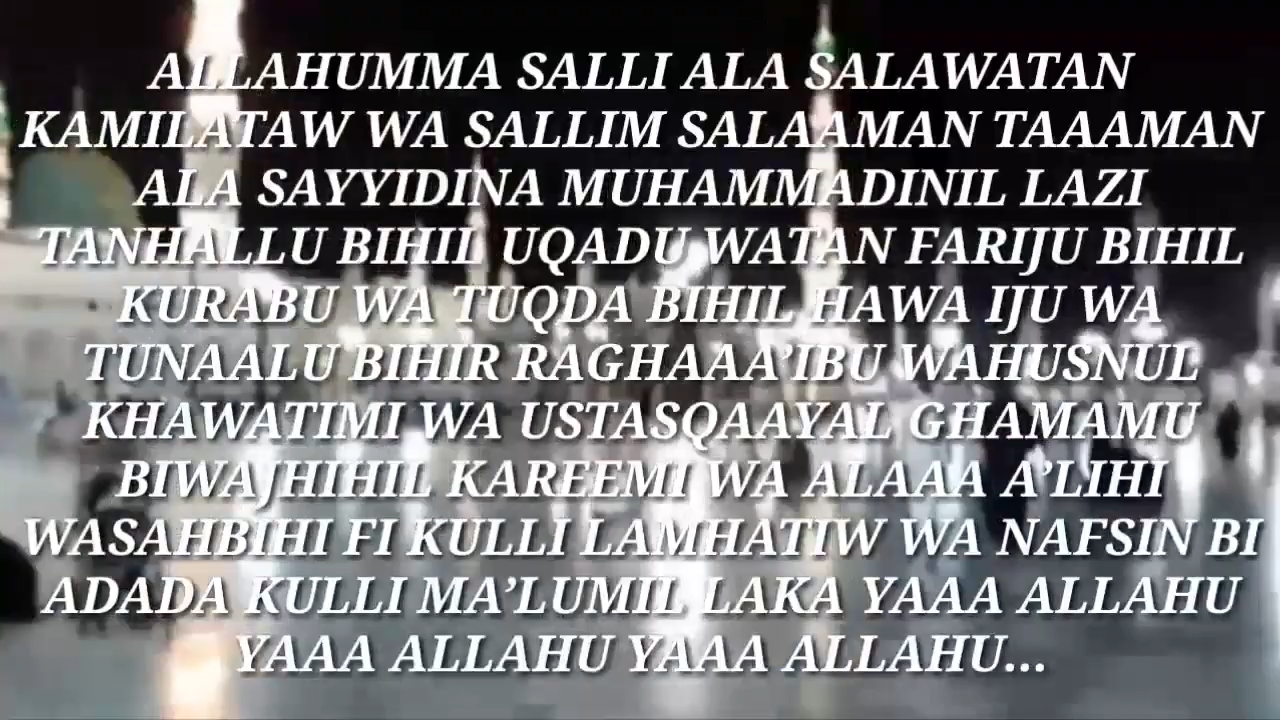 ALLAHUMMA SALLI ALA SALAWATAN
KAMILATAW WA SALLIM SALAAMAN TAAAMAN
ALA SAYYIDINA MUHAMMADINIL LAZI
TANHALLU BIHIL UQADU WATAN FARIJU BIHIL
KURABU WA TUQDA BIHIL HAWA IJU WA
TUNAALU BIHIR RAGHAAA’IBU WAHUSNUL
KHAWATIMI WA USTASQAAYAL GHAMAMU
BIWAJHIHIL KAREEMI WA ALAAA A’LIHI
WASAHBIHI FI KULLI LAMHATIW WA NAFSIN BI
ADADA KULLI MA’LUMIL LAKA YAAA ALLAHU
YAAA ALLAHU YAAA ALLAHU...